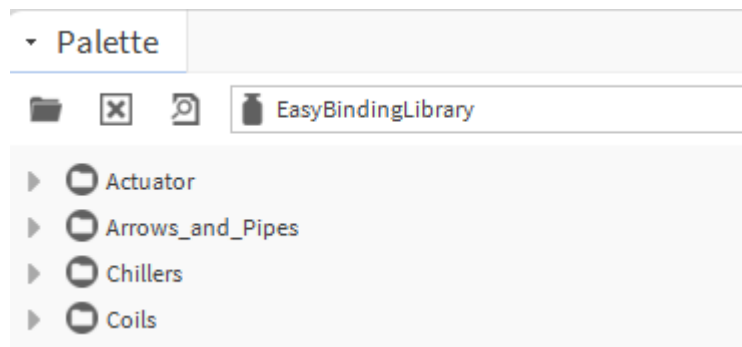 Palette
EasyBindingLibrary
Actuator
Arrows_and_Pipes
Chillers
Coils